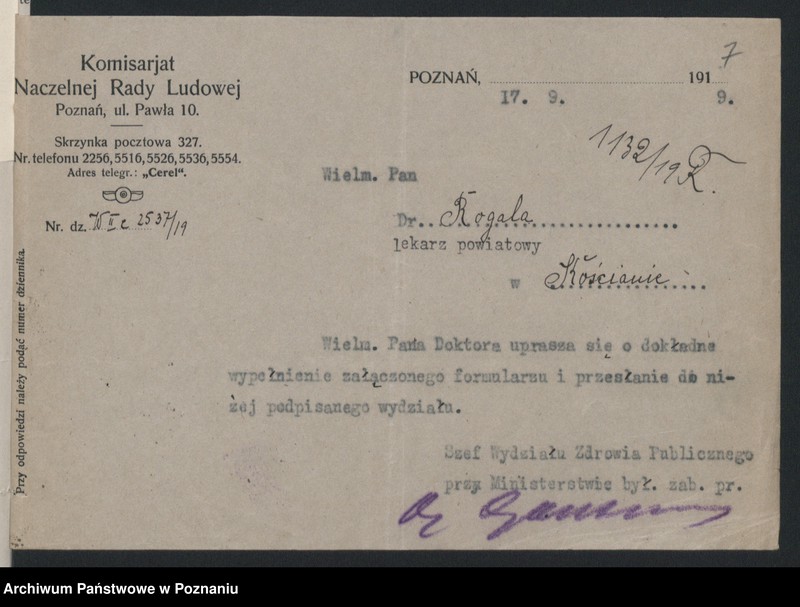 7
Komisarjat
Naczelnej Rady Ludowej
Poznań, ul. Pawła 10.
Skrzynka pocztowa 327.
Nr. telefonu 2256, 5516, 5526, 5536, 5554.
Adres telegr.: „Cerel“.
Nr. dz. 2537/19
POZNAŃ, 191
17. 9. 9.
1132/19
Wielm. Pan
Dr. Rogala
lekarz powiatowy
w Kościanie
Wielm. Pana Doktora uprasza się o dokładne
wypełnienie załączonego formularzu i przesłanie do ni-
żej podpisanego wydziału.
Szef Wydziału Zdrowia Publicznego
przy Ministerstwie był. zab. pr.
Przy odpowiedzi należy podać numer dziennika.
Archiwum Państwowe w Poznaniu